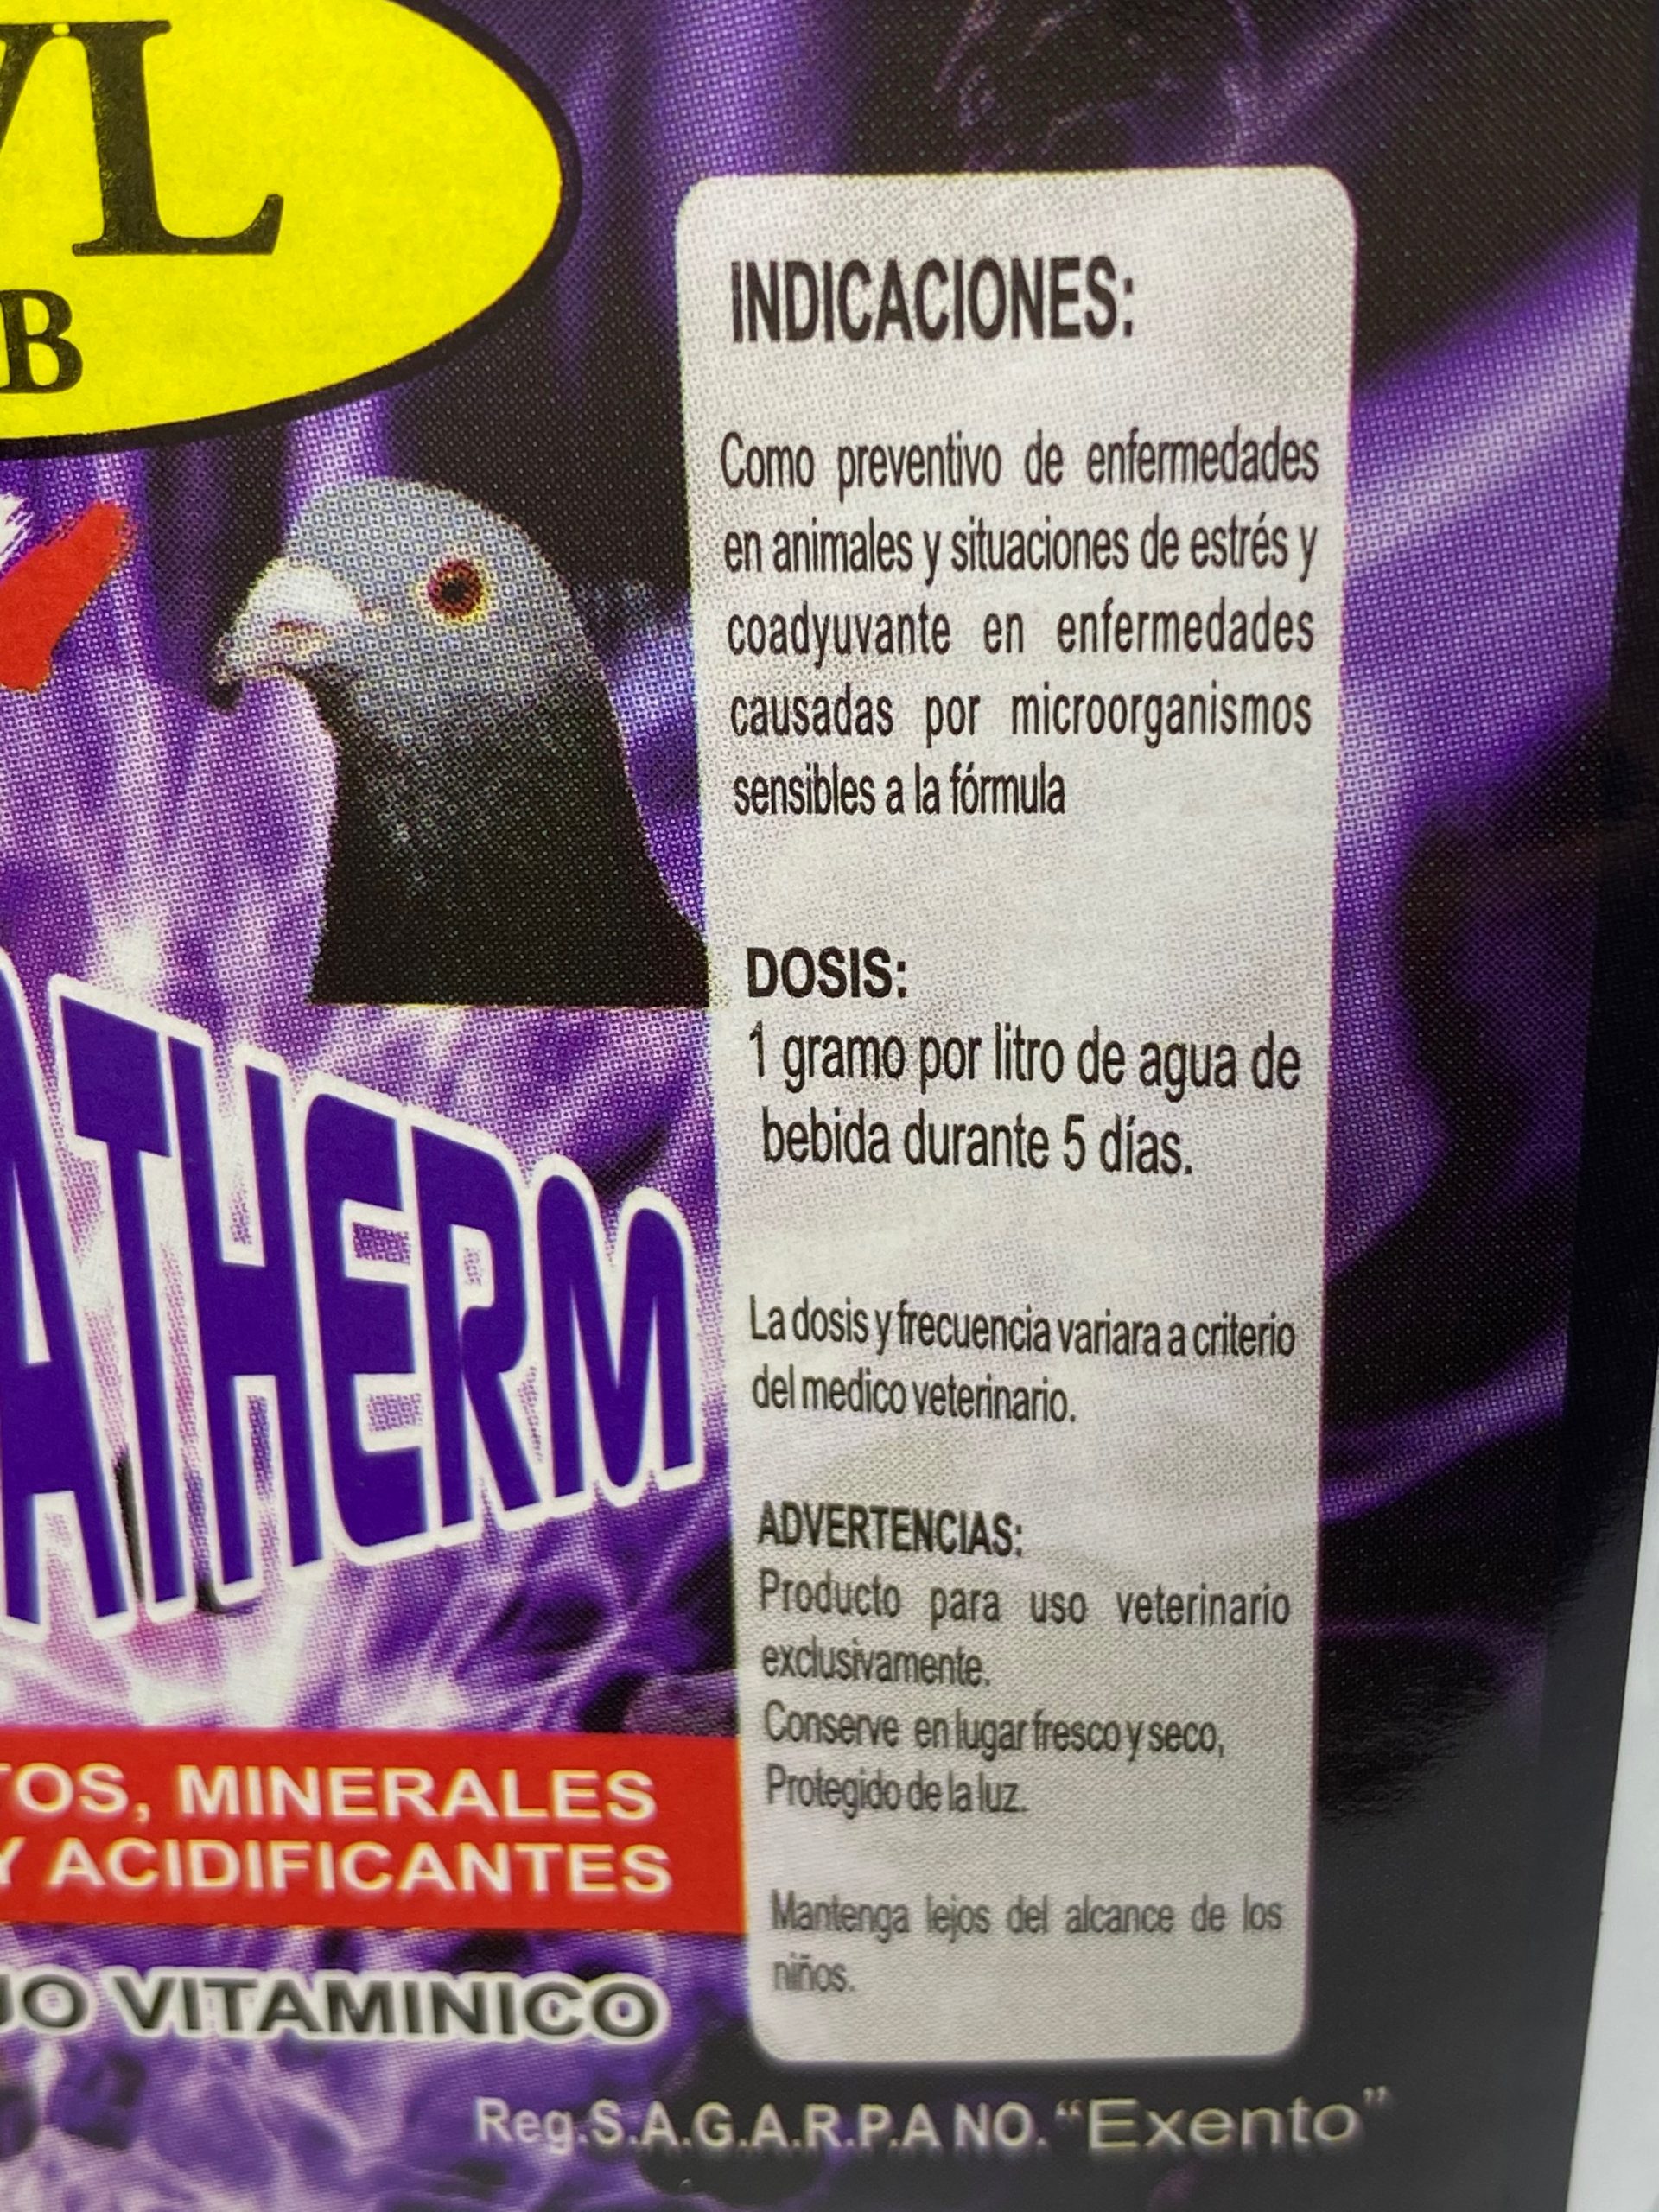 VL
B
INDICACIONES:
Como preventivo de enfermedades
en animales y situaciones de estrés y
coadyuvante en enfermedades
causadas por microorganismos
sensibles a la fórmula
DOSIS:
1 gramo por litro de agua de
bebida durante 5 días.
La dosis y frecuencia variara a criterio
del medico veterinario.
ADVERTENCIAS:
Producto para uso veterinario
exclusivamente.
Conserve en lugar fresco y seco,
Protegido de la luz.
Mantenga lejos del alcance de los
niños.
ATHERM
TOS, MINERALES
Y ACIDIFICANTES
JO VITAMINICO
Reg.S.A.G.A.R.P.A NO. “Exento”